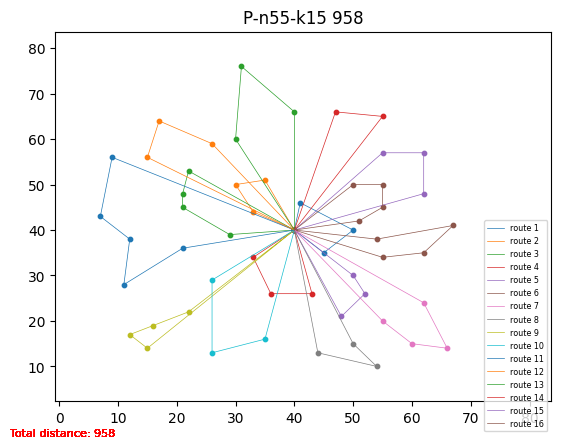 P-n55-k15 958
80
70
60
50
40
30
20
10
0 10 20 30 40 50 60 70 80
route 1
route 2
route 3
route 4
route 5
route 6
route 7
route 8
route 9
route 10
route 11
route 12
route 13
route 14
route 15
route 16
Total distance: 958